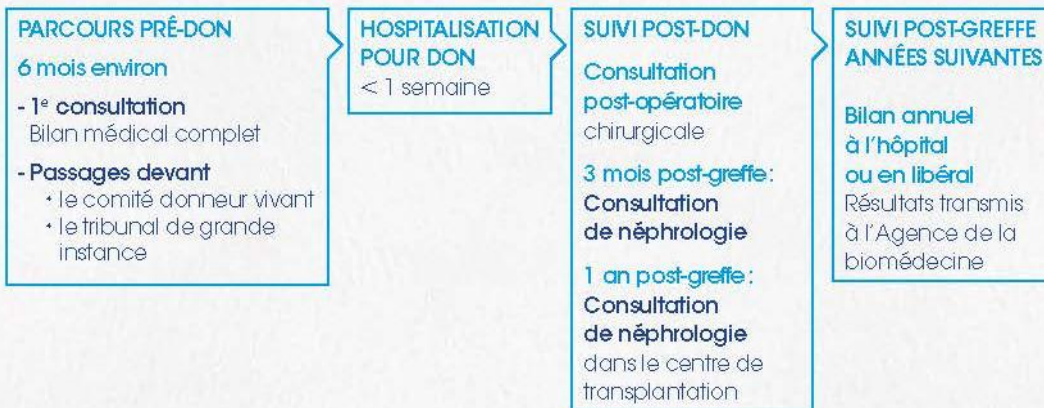 PARCOURS PRÉ-DON
6 mois environ
- 1e consultation
Bilan médical complet
- Passages devant
• le comité donneur vivant
• le tribunal de grande
instance
HOSPITALISATION
POUR DON
< 1 semaine
SUIVI POST-DON
Consultation
post-opératoire
chirurgicale
3 mois post-greffe :
Consultation
de néphrologie
1 an post-greffe :
Consultation
de néphrologie
dans le centre de
transplantation
SUIVI POST-GREFFE
ANNÉES SUIVANTES
Bilan annuel
à l'hôpital
ou en libéral
Résultats transmis
à l'Agence de la
biomédecine